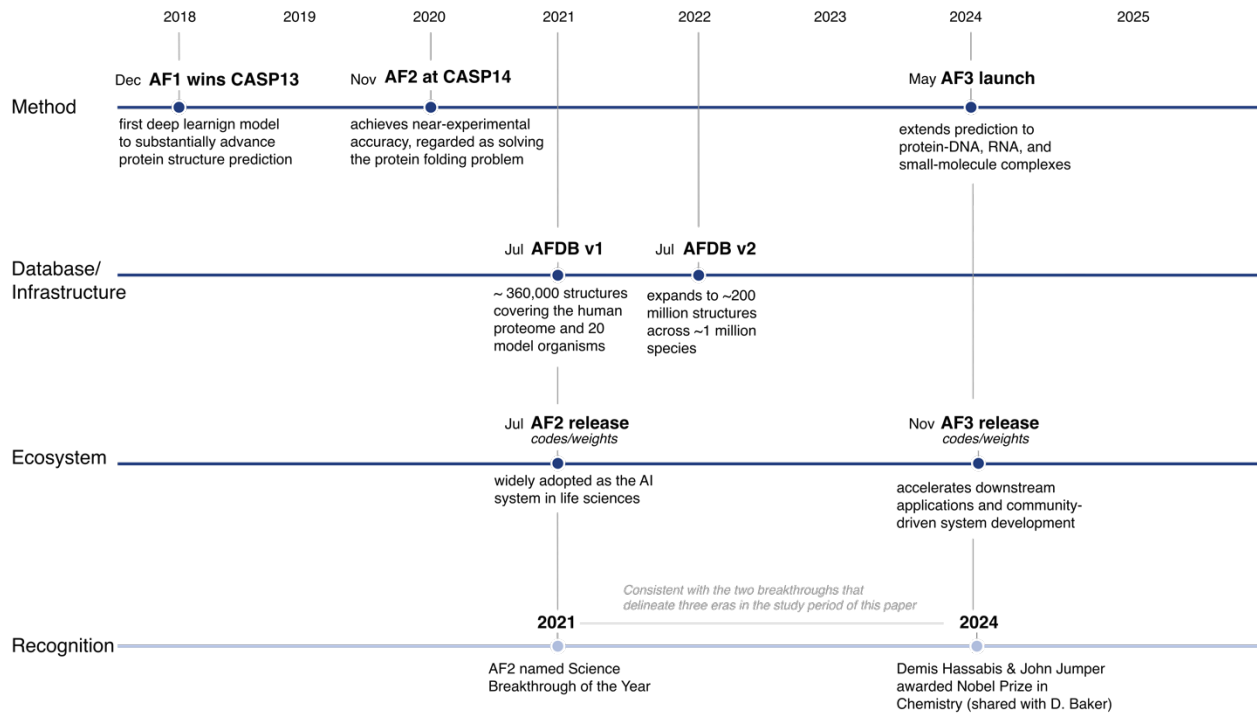 2018
2019
2020
2021
2022
2023
2024
2025
Method
Dec AF1 wins CASP13
first deep learnign model
to substantially advance
protein structure prediction
Nov AF2 at CASP14
achieves near-experimental
accuracy, regarded as solving
the protein folding problem
May AF3 launch
extends prediction to
protein-DNA, RNA, and
small-molecule complexes
Database/
Infrastructure
Jul AFDB v1
~ 360,000 structures
covering the human
proteome and 20
model organisms
Jul AFDB v2
expands to ~200
million structures
across ~1 million
species
Ecosystem
Jul AF2 release
codes/weights
widely adopted as the AI
system in life sciences
Nov AF3 release
codes/weights
accelerates downstream
applications and community-
driven system development
Consistent with the two breakthroughs that
delineate three eras in the study period of this paper
Recognition
2021
AF2 named Science
Breakthrough of the Year
2024
Demis Hassabis & John Jumper
awarded Nobel Prize in
Chemistry (shared with D. Baker)